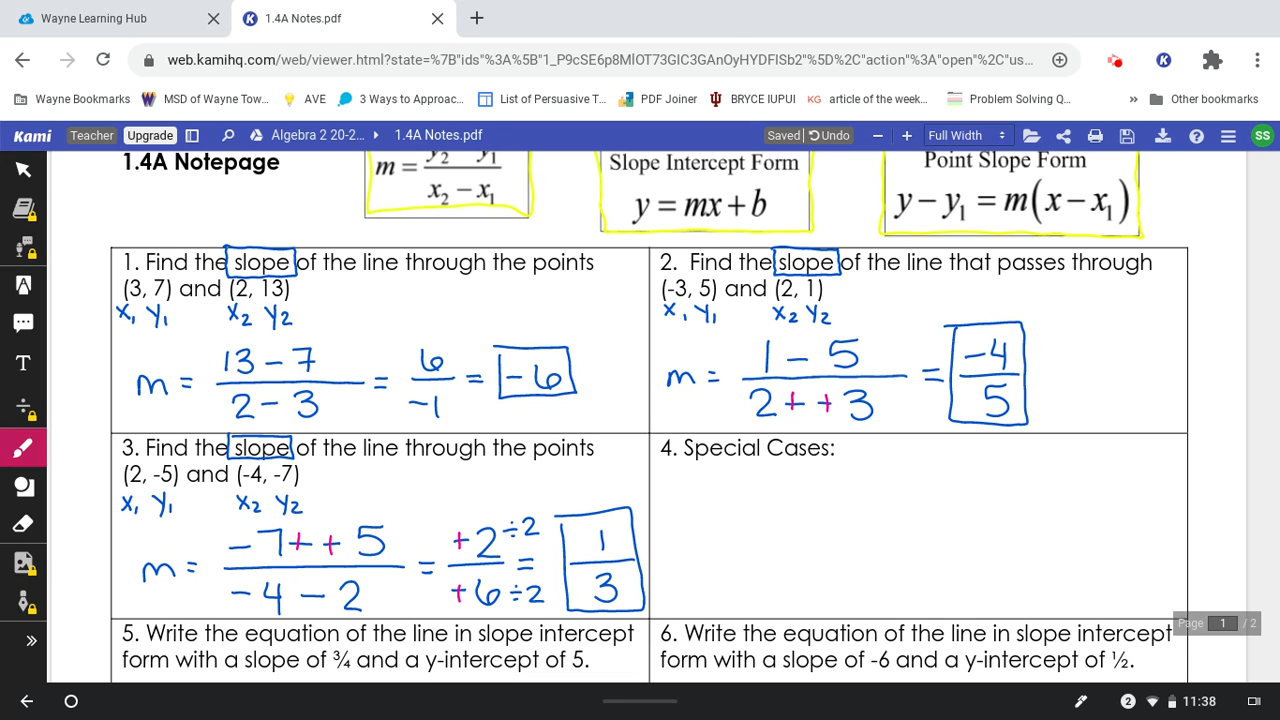 Wayne Learning Hub
1.4A Notes.pdf
web.kamihq.com/web/viewer.html?state=%7B"ids"%3A%5B"1_P9cSE6p8MlOT73GlC3GAnOyHYDFISb2"%5D%2C"action"%3A"open"%2C"us...
Wayne Bookmarks
MSD of Wayne Tow...
AVE
3 Ways to Approac...
List of Persuasive T...
PDF Joiner
BRYCE IUPUI
KG article of the week...
Problem Solving Q...
» Other bookmarks
Kami Teacher Upgrade Algebra 2 20-2... 1.4A Notes.pdf Saved Undo Full Width SS
1.4A Notepage
m = y₂ − y₁ / x₂ − x₁
Slope Intercept Form
y = mx + b
Point Slope Form
y − y₁ = m(x − x₁)
1. Find the slope of the line through the points
(3, 7) and (2, 13)
x₁ y₁ x₂ y₂
m = 13 − 7 / 2 − 3 = 6 / −1 = −6
2. Find the slope of the line that passes through
(-3, 5) and (2, 1)
x₁ y₁ x₂ y₂
m = 1 − 5 / 2 + + 3 = −4 / 5
3. Find the slope of the line through the points
(2, -5) and (-4, -7)
x₁ y₁ x₂ y₂
m = −7 + + 5 / −4 − 2 = +2 ÷2 / +6 ÷2 = 1 / 3
4. Special Cases:
5. Write the equation of the line in slope intercept
form with a slope of ¾ and a y-intercept of 5.
6. Write the equation of the line in slope intercept
form with a slope of -6 and a y-intercept of ½.
Page 1 / 2
2 11:38